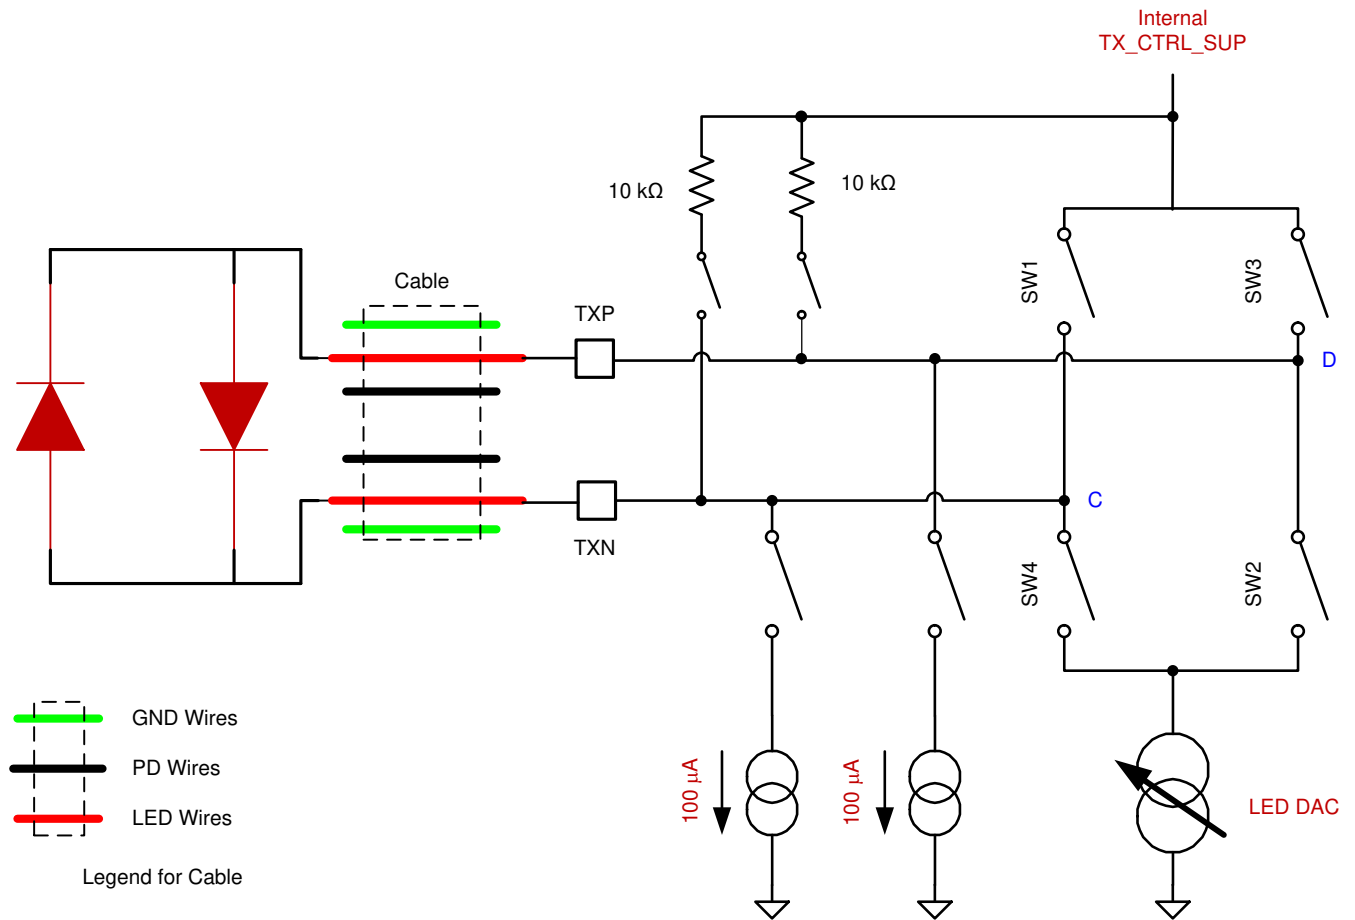 Internal
TX_CTRL_SUP
10 kΩ
10 kΩ
Cable
SW1
SW3
TXP
D
C
TXN
SW4
SW2
GND Wires
PD Wires
LED Wires
100 µA
100 µA
LED DAC
Legend for Cable